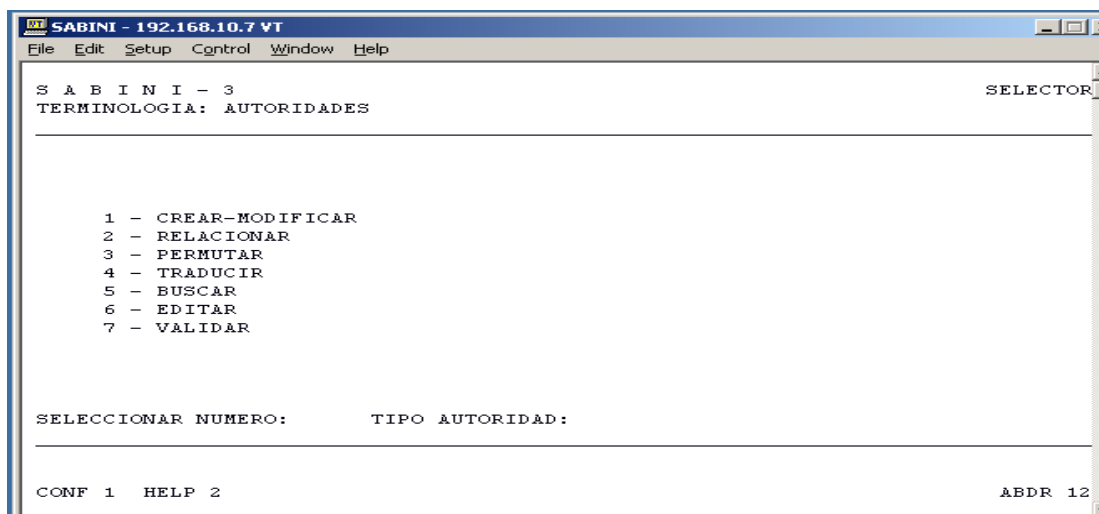 SABINI - 192.168.10.7 VT
File Edit Setup Control Window Help
S A B I N I - 3 SELECTOR
TERMINOLOGIA: AUTORIDADES
1 - CREAR-MODIFICAR
2 - RELACIONAR
3 - PERMUTAR
4 - TRADUCIR
5 - BUSCAR
6 - EDITAR
7 - VALIDAR
SELECCIONAR NUMERO: TIPO AUTORIDAD:
CONF 1 HELP 2 ABDR 12